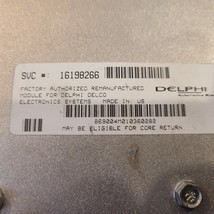 SVC #: 16198266
FACTORY AUTHORIZED REMANUFACTURED
MODULE FOR DELPHI DELCO
ELECTRONICS SYSTEMS MADE IN US
DELPHI
669004M010360283
MAY BE ELIGIBLE FOR CORE RETURN